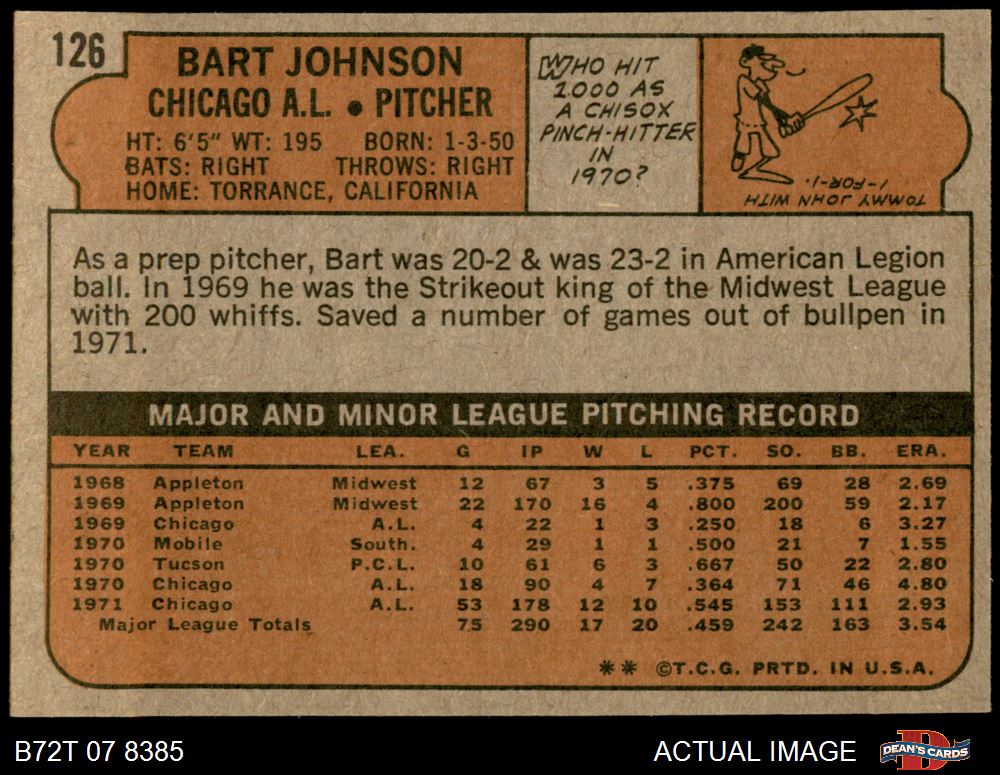 126
BART JOHNSON
CHICAGO A.L. • PITCHER
HT: 6'5" WT: 195 BORN: 1-3-50
BATS: RIGHT THROWS: RIGHT
HOME: TORRANCE, CALIFORNIA
WHO HIT
1.000 AS
A CHISOX
PINCH-HITTER
IN
1970?
TOMMY JOHN WITH
1-FOR-1.
As a prep pitcher, Bart was 20-2 & was 23-2 in American Legion
ball. In 1969 he was the Strikeout king of the Midwest League
with 200 whiffs. Saved a number of games out of bullpen in
1971.
MAJOR AND MINOR LEAGUE PITCHING RECORD
YEAR TEAM LEA. G IP W L PCT. SO. BB. ERA.
1968 Appleton Midwest 12 67 3 5 .375 69 28 2.69
1969 Appleton Midwest 22 170 16 4 .800 200 59 2.17
1969 Chicago A.L. 4 22 1 3 .250 18 6 3.27
1970 Mobile South. 4 29 1 1 .500 21 7 1.55
1970 Tucson P.C.L. 10 61 6 3 .667 50 22 2.80
1970 Chicago A.L. 18 90 4 7 .364 71 46 4.80
1971 Chicago A.L. 53 178 12 10 .545 153 111 2.93
Major League Totals 75 290 17 20 .459 242 163 3.54
** ©T.C.G. PRTD. IN U.S.A.
B72T 07 8385 ACTUAL IMAGE DEAN'S CARDS